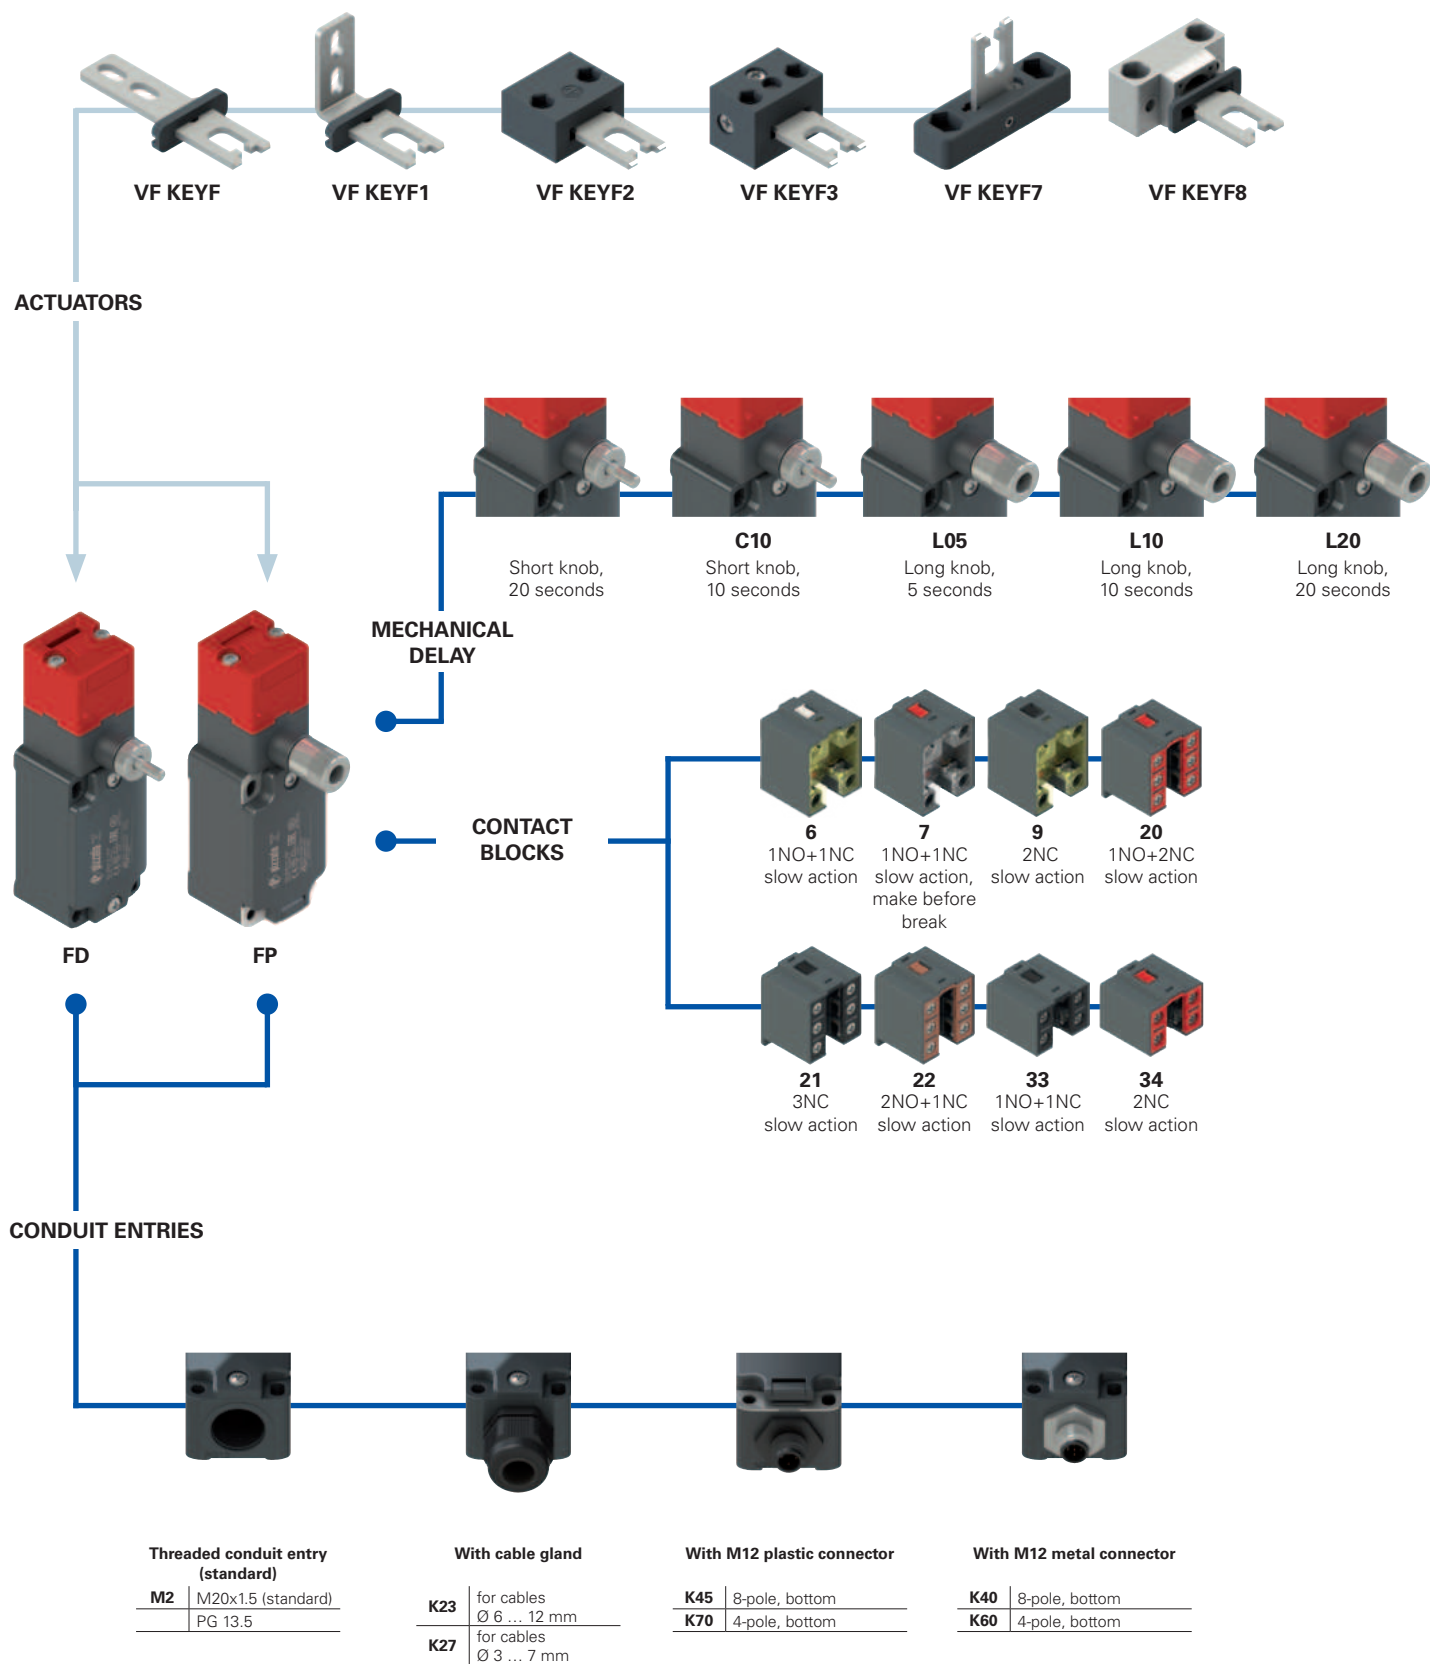 VF KEYF
VF KEYF1
VF KEYF2
VF KEYF3
VF KEYF7
VF KEYF8
ACTUATORS
Short knob,
20 seconds
C10
Short knob,
10 seconds
L05
Long knob,
5 seconds
L10
Long knob,
10 seconds
L20
Long knob,
20 seconds
MECHANICAL
DELAY
CONTACT
BLOCKS
6
1NO+1NC
slow action
7
1NO+1NC
slow action,
make before
break
9
2NC
slow action
20
1NO+2NC
slow action
FD
FP
21
3NC
slow action
22
2NO+1NC
slow action
33
1NO+1NC
slow action
34
2NC
slow action
CONDUIT ENTRIES
Threaded conduit entry
(standard)
M2 M20x1.5 (standard)
PG 13.5
With cable gland
K23 for cables
Ø 6 … 12 mm
K27 for cables
Ø 3 … 7 mm
With M12 plastic connector
K45 8-pole, bottom
K70 4-pole, bottom
With M12 metal connector
K40 8-pole, bottom
K60 4-pole, bottom